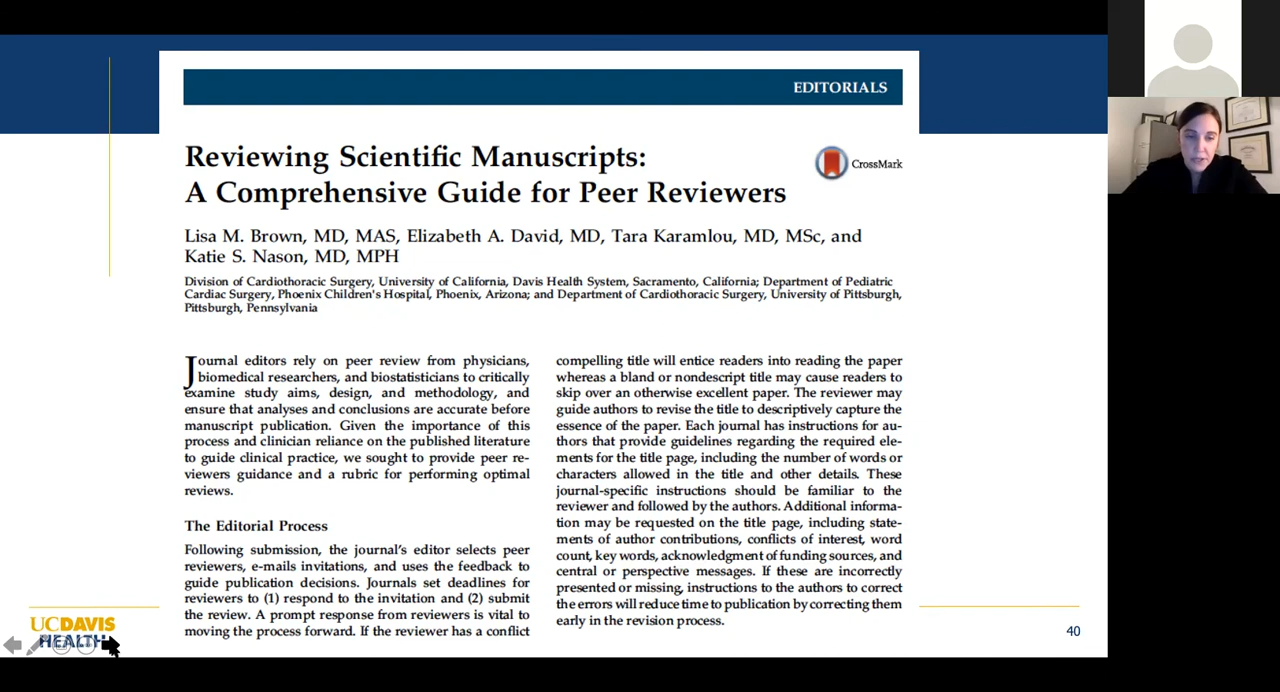 EDITORIALS
Reviewing Scientific Manuscripts:
A Comprehensive Guide for Peer Reviewers
CrossMark
Lisa M. Brown, MD, MAS, Elizabeth A. David, MD, Tara Karamlou, MD, MSc, and
Katie S. Nason, MD, MPH
Division of Cardiothoracic Surgery, University of California, Davis Health System, Sacramento, California; Department of Pediatric
Cardiac Surgery, Phoenix Children's Hospital, Phoenix, Arizona; and Department of Cardiothoracic Surgery, University of Pittsburgh,
Pittsburgh, Pennsylvania
Journal editors rely on peer review from physicians,
biomedical researchers, and biostatisticians to critically
examine study aims, design, and methodology, and
ensure that analyses and conclusions are accurate before
manuscript publication. Given the importance of this
process and clinician reliance on the published literature
to guide clinical practice, we sought to provide peer re-
viewers guidance and a rubric for performing optimal
reviews.
The Editorial Process
Following submission, the journal's editor selects peer
reviewers, e-mails invitations, and uses the feedback to
guide publication decisions. Journals set deadlines for
reviewers to (1) respond to the invitation and (2) submit
the review. A prompt response from reviewers is vital to
moving the process forward. If the reviewer has a conflict
compelling title will entice readers into reading the paper
whereas a bland or nondescript title may cause readers to
skip over an otherwise excellent paper. The reviewer may
guide authors to revise the title to descriptively capture the
essence of the paper. Each journal has instructions for au-
thors that provide guidelines regarding the required ele-
ments for the title page, including the number of words or
characters allowed in the title and other details. These
journal-specific instructions should be familiar to the
reviewer and followed by the authors. Additional informa-
tion may be requested on the title page, including state-
ments of author contributions, conflicts of interest, word
count, key words, acknowledgment of funding sources, and
central or perspective messages. If these are incorrectly
presented or missing, instructions to the authors to correct
the errors will reduce time to publication by correcting them
early in the revision process.
UCDAVIS
HEALTH
40